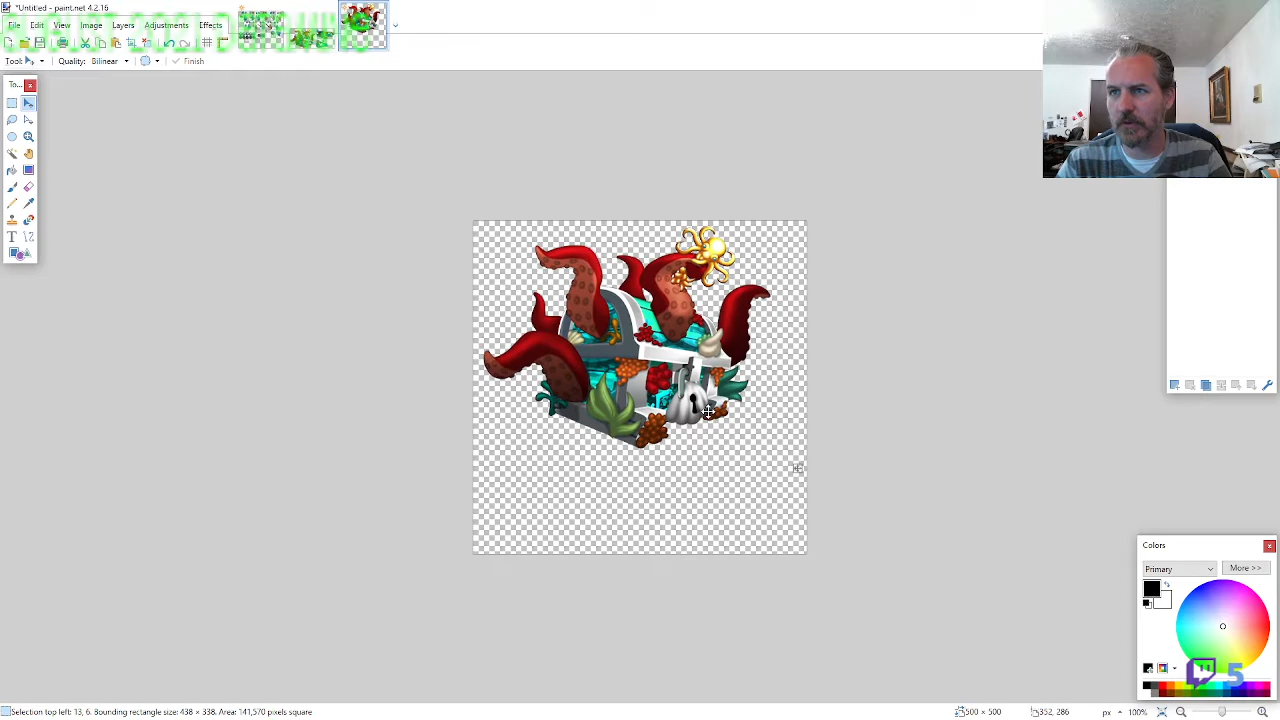 *Untitled - paint.net 4.2.16
File Edit View Image Layers Adjustments Effects
Tool: Quality: Bilinear Finish
To...
Colors
Primary More >>
5
Selection top left: 13, 6. Bounding rectangle size: 438 × 338. Area: 141,570 pixels square 500 × 500 352, 286 px 100%